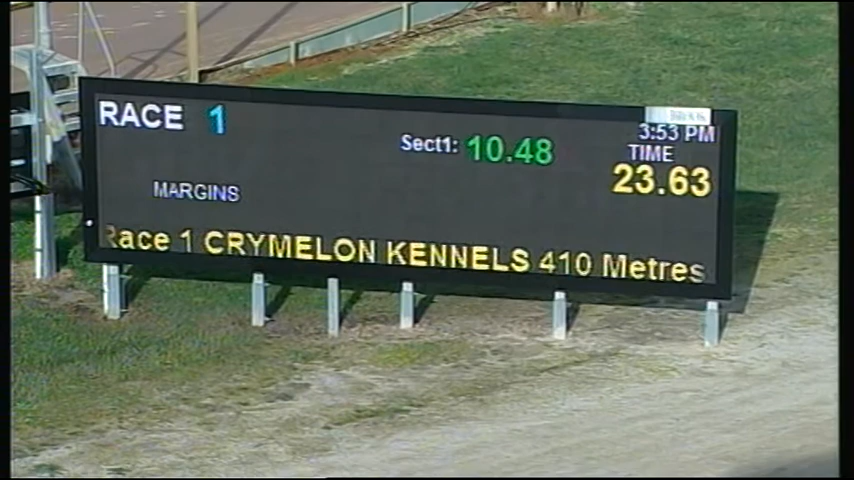 RACE 1
3:53 PM
Sect1: 10.48
TIME
23.63
MARGINS
Race 1 CRYMELON KENNELS 410 Metres